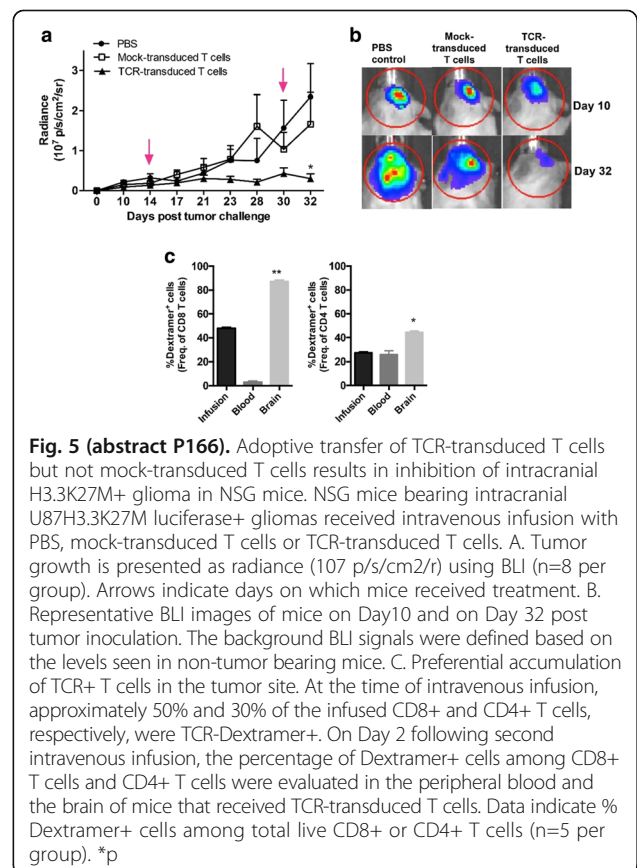 a
PBS
Mock-transduced T cells
TCR-transduced T cells
Radiance
(10⁷ p/s/cm²/sr)
3
2
1
0
*
0 10 14 17 21 23 28 30 32
Days post tumor challenge
b
PBS
control
Mock-
transduced
T cells
TCR-
transduced
T cells
Day 10
Day 32
c
%Dextramer⁺ cells
(Freq. of CD8 T cells)
100
80
60
40
20
0
**
Infusion
Blood
Brain
%Dextramer⁺ cells
(Freq. of CD4 T cells)
100
80
60
40
20
0
*
Infusion
Blood
Brain
Fig. 5 (abstract P166). Adoptive transfer of TCR-transduced T cells
but not mock-transduced T cells results in inhibition of intracranial
H3.3K27M+ glioma in NSG mice. NSG mice bearing intracranial
U87H3.3K27M luciferase+ gliomas received intravenous infusion with
PBS, mock-transduced T cells or TCR-transduced T cells. A. Tumor
growth is presented as radiance (107 p/s/cm2/r) using BLI (n=8 per
group). Arrows indicate days on which mice received treatment. B.
Representative BLI images of mice on Day10 and on Day 32 post
tumor inoculation. The background BLI signals were defined based on
the levels seen in non-tumor bearing mice. C. Preferential accumulation
of TCR+ T cells in the tumor site. At the time of intravenous infusion,
approximately 50% and 30% of the infused CD8+ and CD4+ T cells,
respectively, were TCR-Dextramer+. On Day 2 following second
intravenous infusion, the percentage of Dextramer+ cells among CD8+
T cells and CD4+ T cells were evaluated in the peripheral blood and
the brain of mice that received TCR-transduced T cells. Data indicate %
Dextramer+ cells among total live CD8+ or CD4+ T cells (n=5 per
group). *p